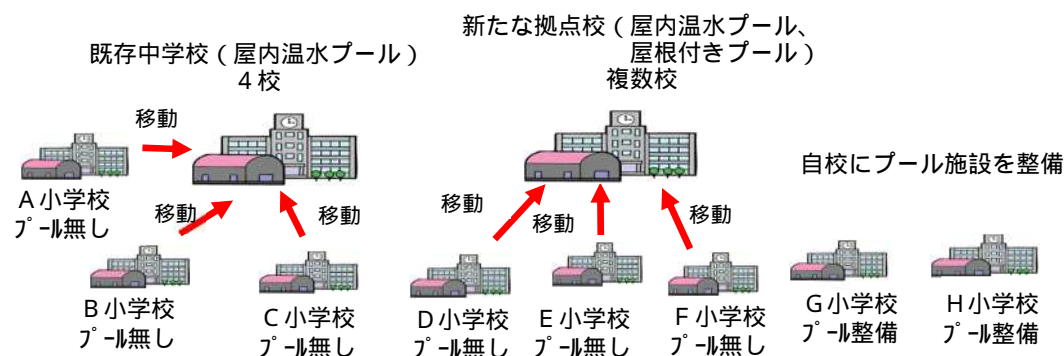 既存中学校（屋内温水プール）
４校
新たな拠点校（屋内温水プール、
屋根付きプール）
複数校
自校にプール施設を整備
移動
Ａ小学校
ﾌﾟｰﾙ無し
移動
Ｂ小学校
ﾌﾟｰﾙ無し
移動
Ｃ小学校
ﾌﾟｰﾙ無し
移動
Ｄ小学校
ﾌﾟｰﾙ無し
移動
Ｅ小学校
ﾌﾟｰﾙ無し
移動
Ｆ小学校
ﾌﾟｰﾙ無し
Ｇ小学校
ﾌﾟｰﾙ整備
Ｈ小学校
ﾌﾟｰﾙ整備